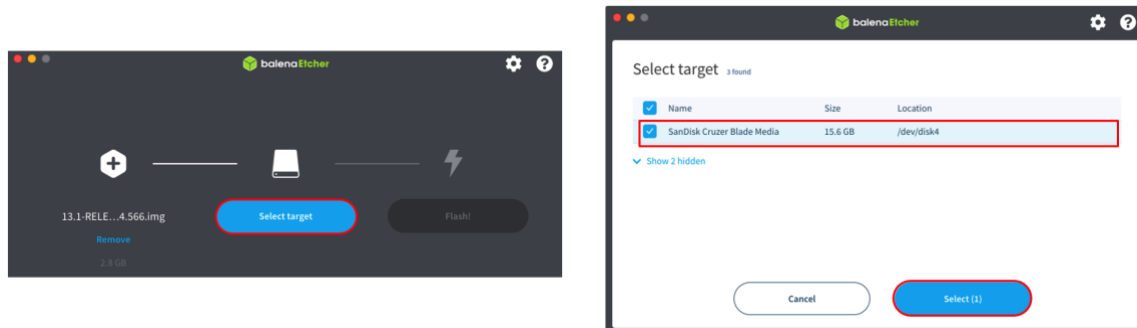 balenaEtcher
13.1-RELE...4.566.img
Select target
Flash!
Remove
2.8 GB
balenaEtcher
Select target 3 found
Name Size Location
SanDisk Cruzer Blade Media 15.6 GB /dev/disk4
Show 2 hidden
Cancel Select (1)